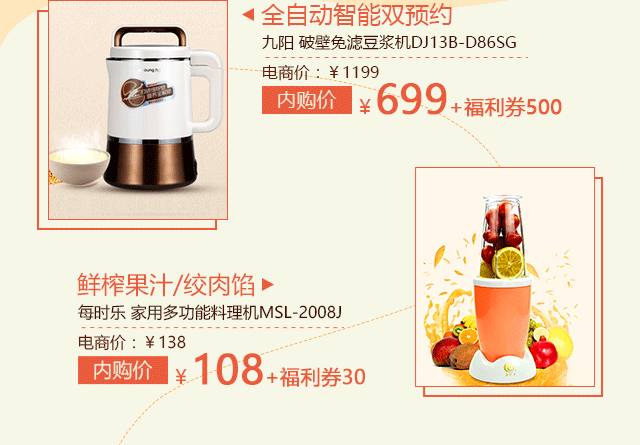 全自动智能双预约
九阳 破壁免滤豆浆机DJ13B-D86SG
电商价：￥1199
内购价 ￥699+福利券500
鲜榨果汁/绞肉馅
每时乐 家用多功能料理机MSL-2008J
电商价：￥138
内购价 ￥108+福利券30